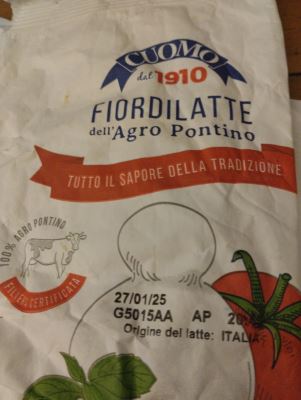 CUOMO
dal 1910
FIORDILATTE
dell'Agro Pontino
TUTTO IL SAPORE DELLA TRADIZIONE
100% AGRO PONTINO
FILIERA CERTIFICATA
27/01/25
G5015AA AP
Origine del latte: ITALIA